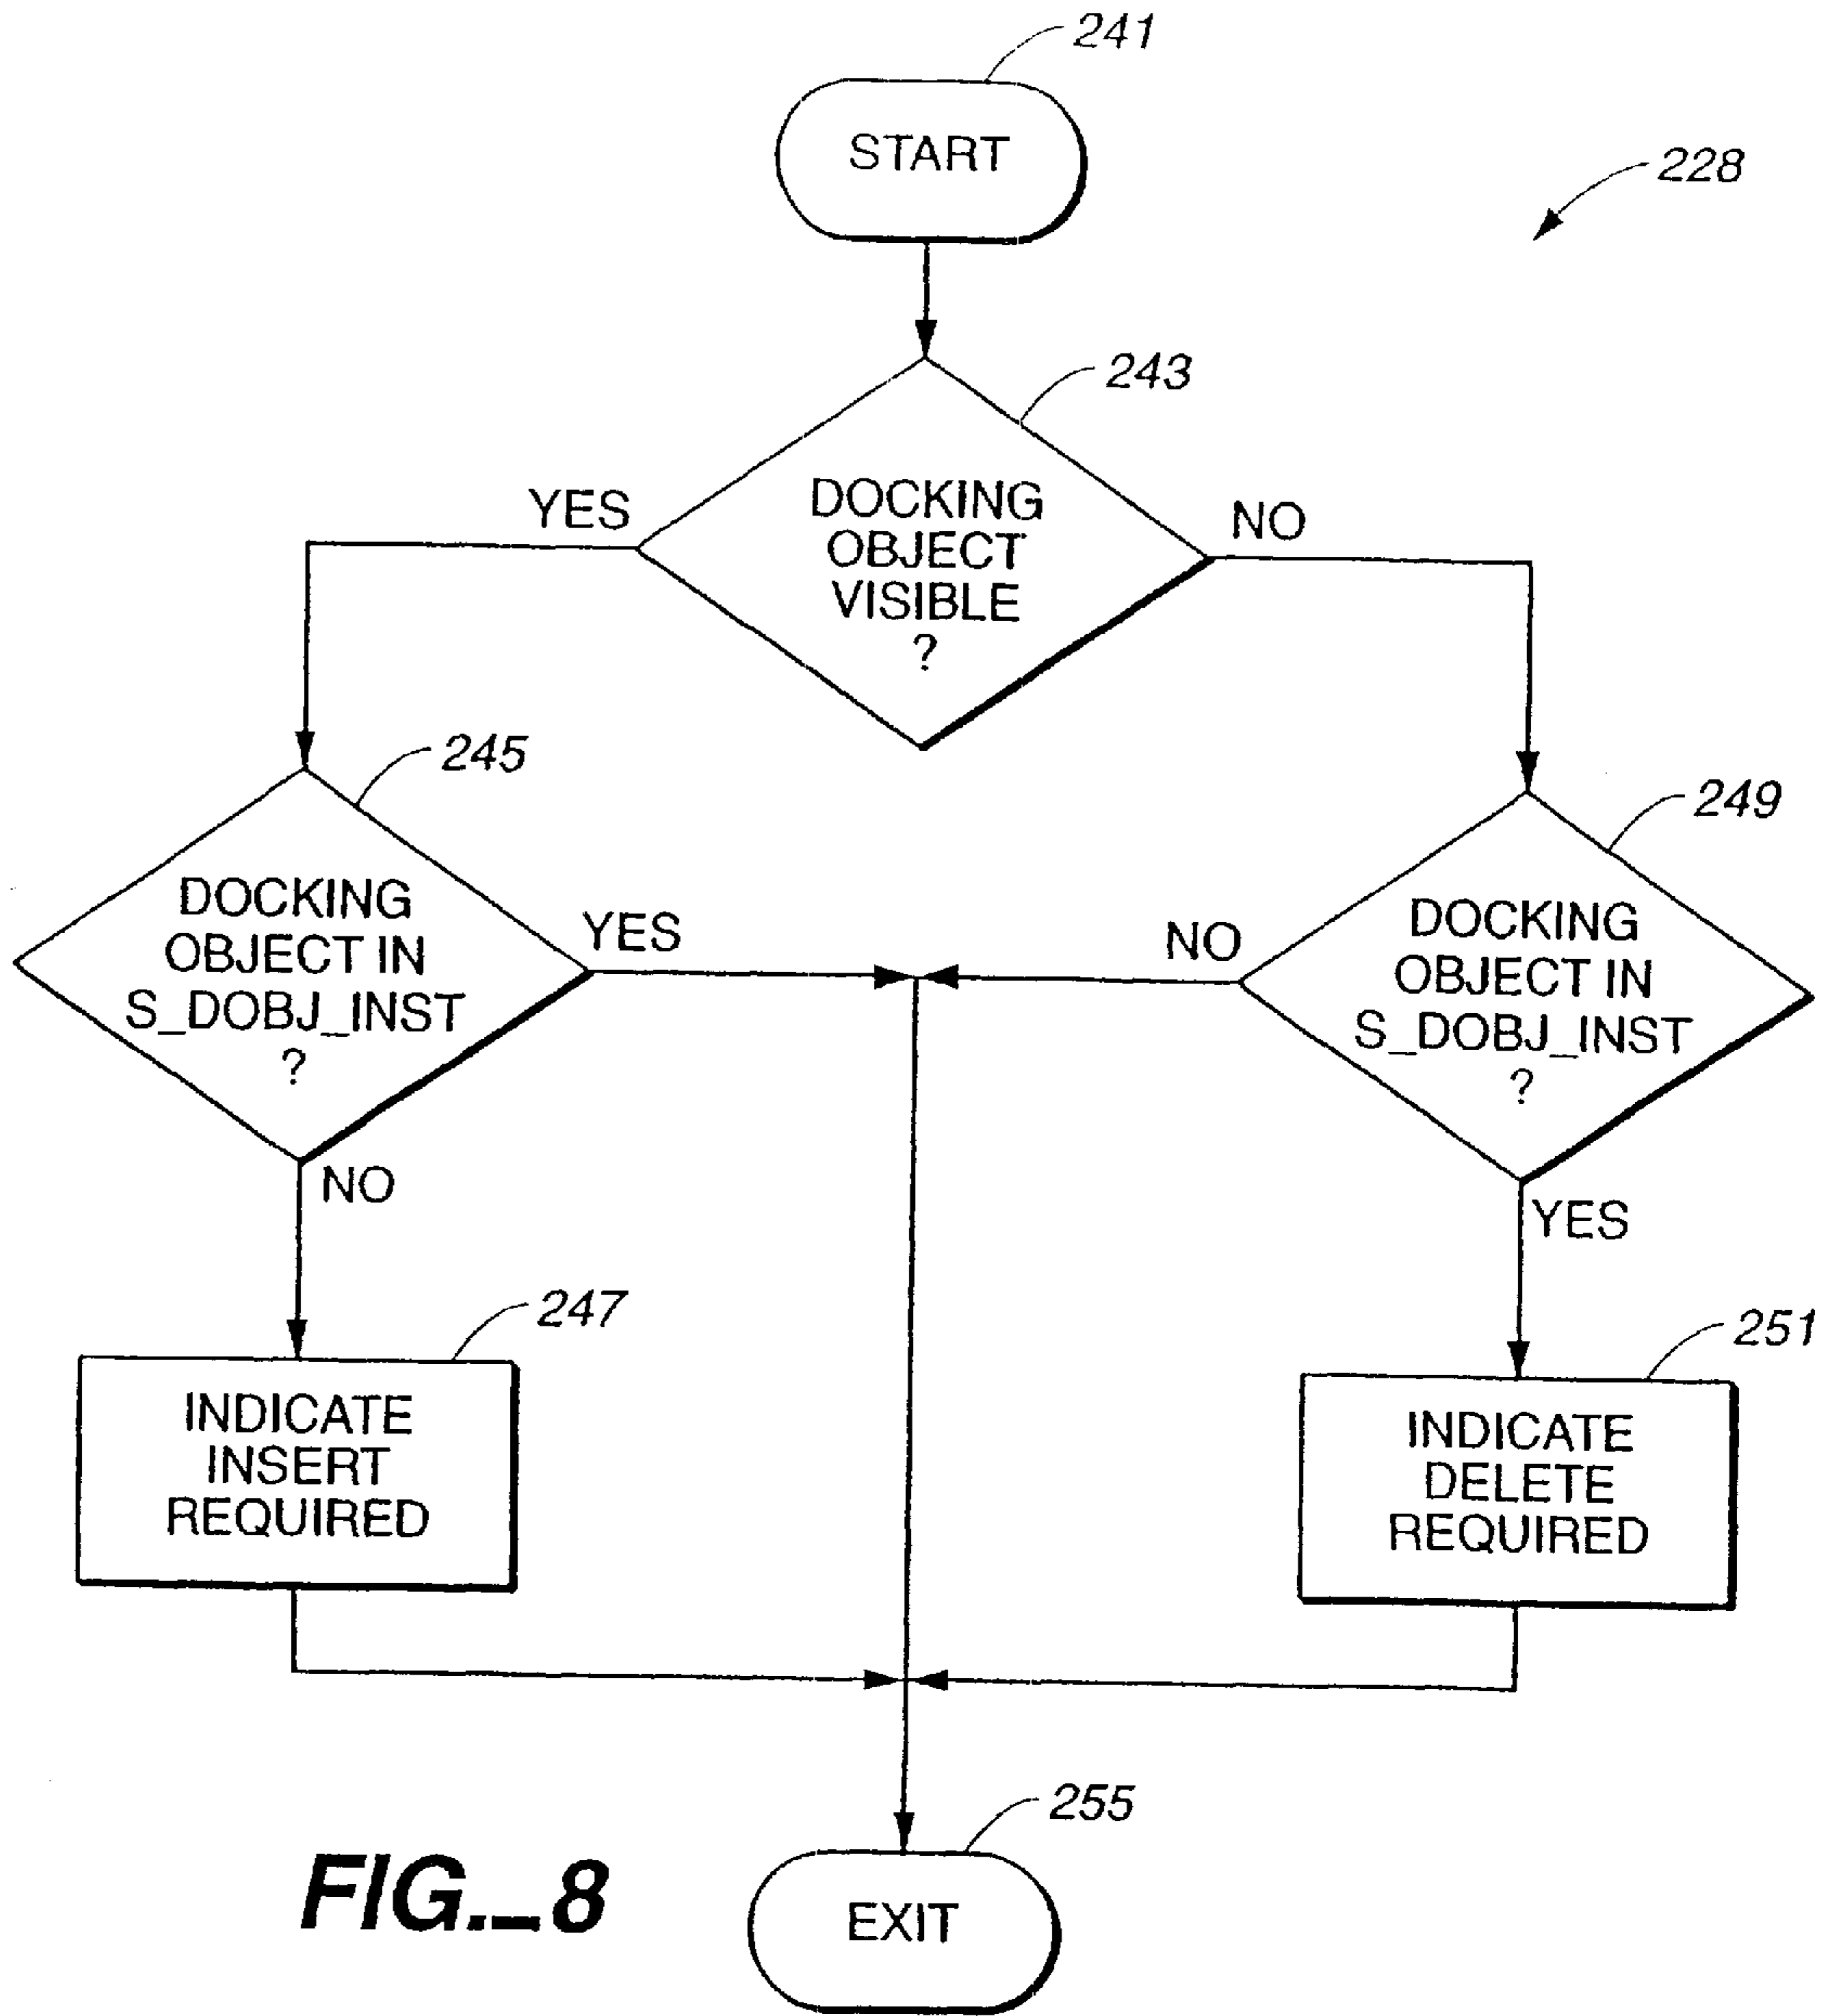 241
START
228
243
DOCKING
OBJECT
VISIBLE
?
YES
NO
245
DOCKING
OBJECT IN
S_DOBJ_INST
?
YES
NO
249
DOCKING
OBJECT IN
S_DOBJ_INST
?
NO
YES
247
INDICATE
INSERT
REQUIRED
251
INDICATE
DELETE
REQUIRED
255
EXIT
FIG._8